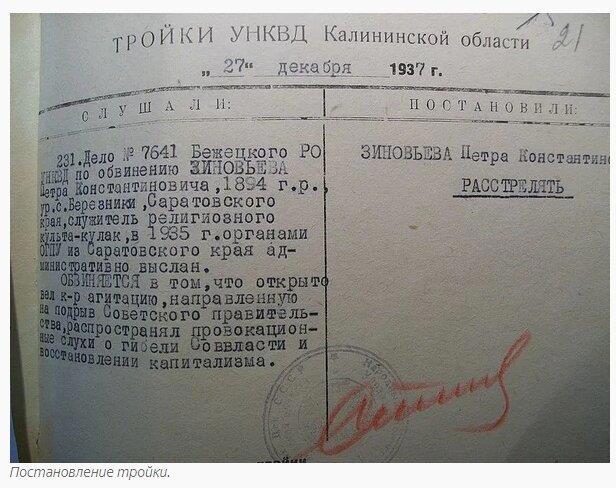 ТРОЙКИ УНКВД Калининской области
21
„27“ декабря 1937 г.
СЛУШАЛИ:
ПОСТАНОВИЛИ:
231.Дело № 7641 Бежецкого РО
УНКВД по обвинению ЗИНОВЬЕВА
Петра Константиновича,1894 г.р.,
ур.с.Березники,Саратовского
края,служитель религиозного
культа-кулак,в 1935 г.органами
ОГПУ из Саратовского края ад-
министративно выслан.
ОБВИНЯЕТСЯ в том,что открыто
вел к-р агитацию,направленную
на подрыв Советского правитель-
ства,распространял провокацион-
ные слухи о гибели Соввласти и
восстановлении капитализма.
ЗИНОВЬЕВА Петра Константино
РАССТРЕЛЯТЬ
СССР
Постановление тройки.